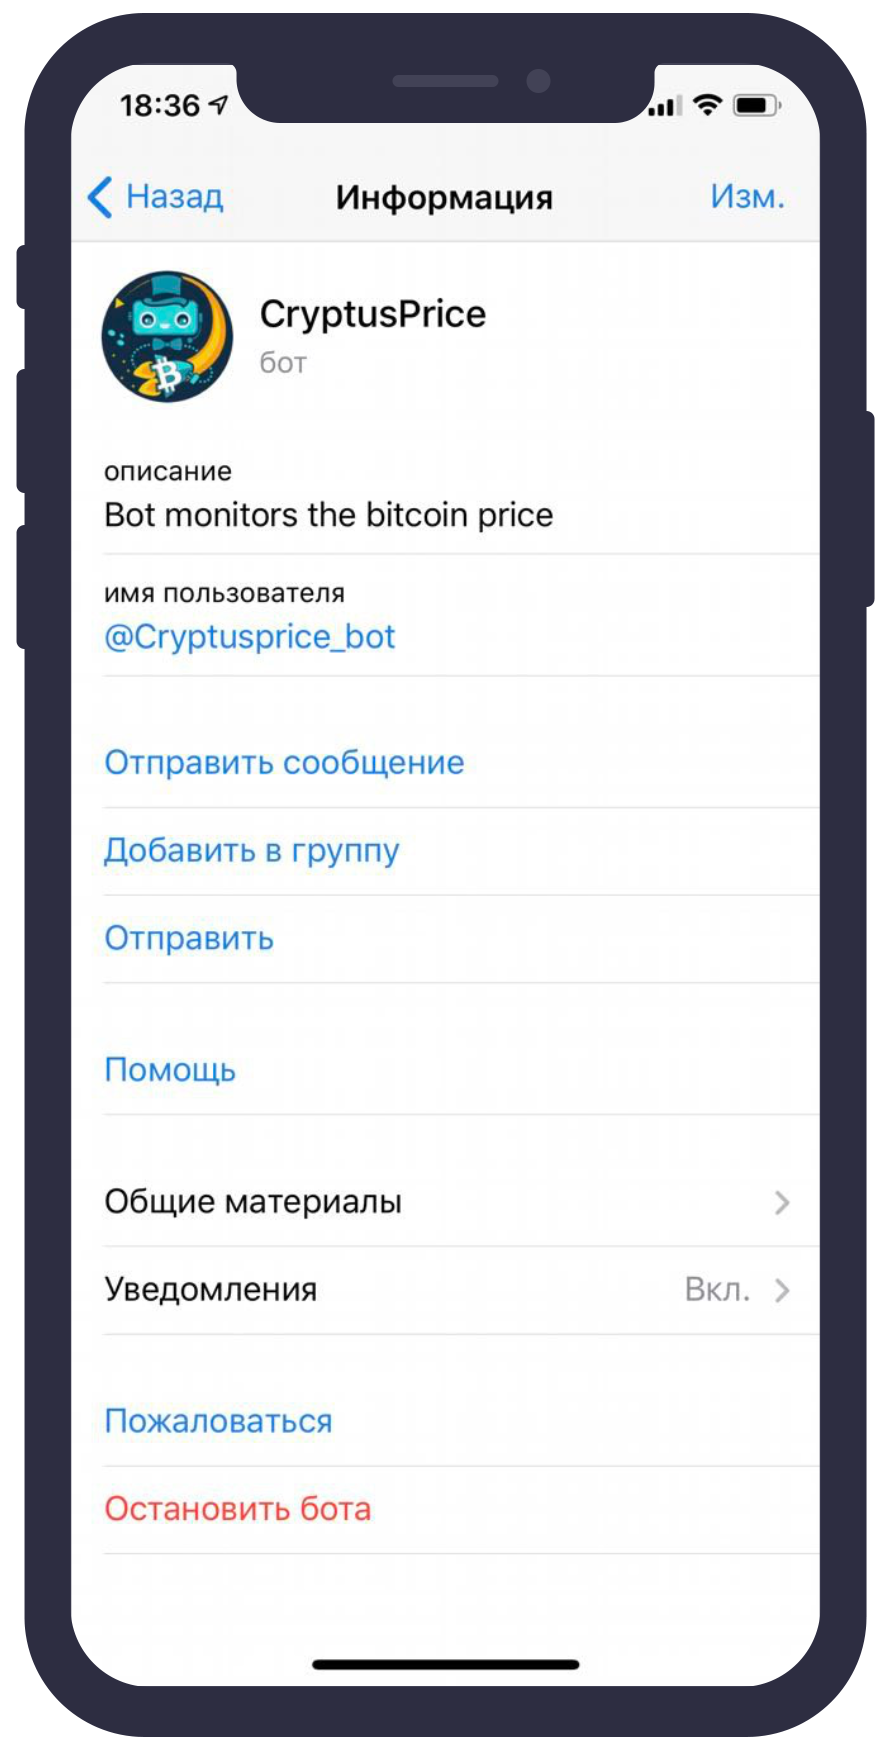 18:36
Назад
Информация
Изм.
CryptusPrice
бот
описание
Bot monitors the bitcoin price
имя пользователя
@Cryptusprice_bot
Отправить сообщение
Добавить в группу
Отправить
Помощь
Общие материалы
Уведомления
Вкл.
Пожаловаться
Остановить бота